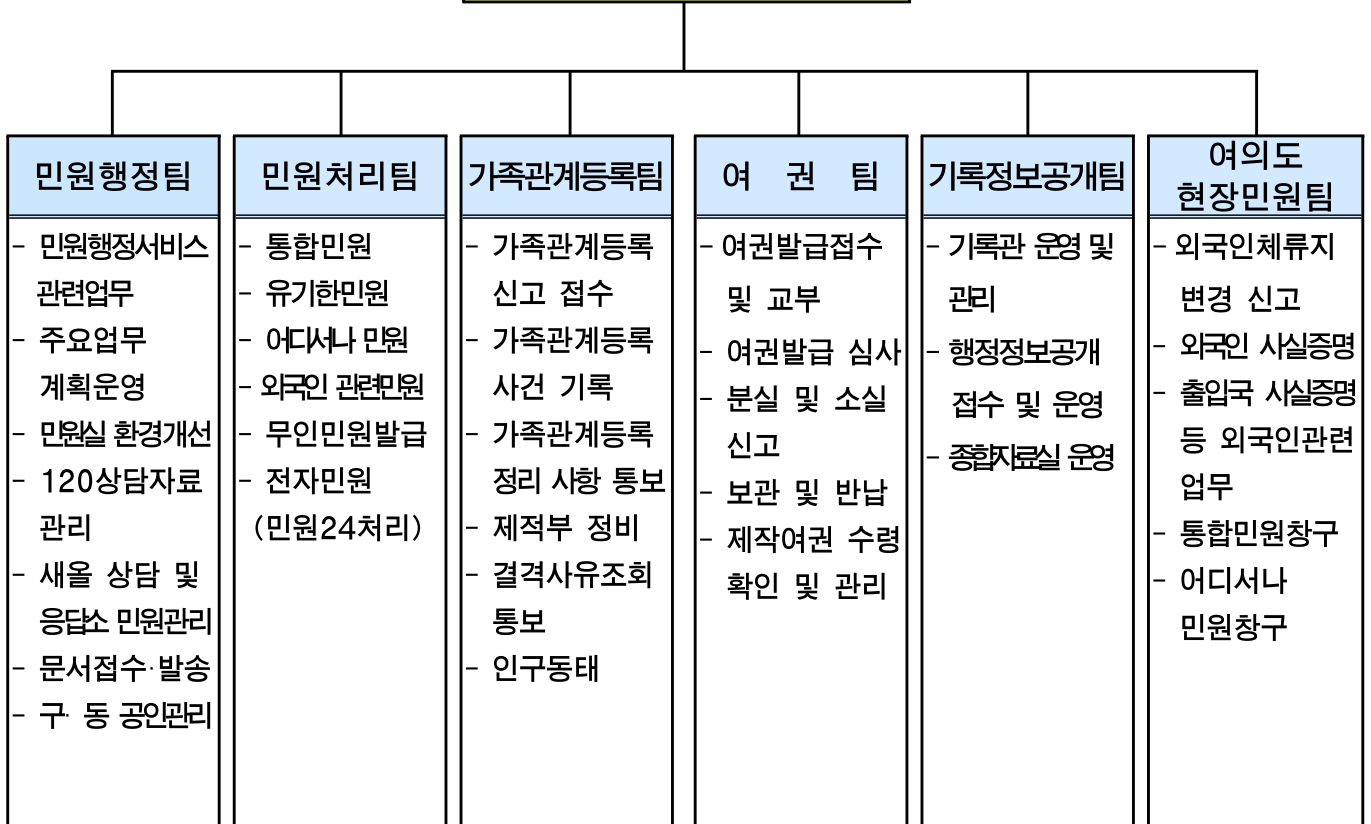 민원행정팀
- 민원행정서비스
관련업무
- 주요업무
계획운영
- 민원실 환경개선
- 120상담자료
관리
- 새올 상담 및
응답소 민원관리
- 문서접수·발송
- 구· 동 공인관리
민원처리팀
- 통합민원
- 유기한민원
- 어디서나 민원
- 외국인 관련민원
- 무인민원발급
- 전자민원
(민원24처리)
가족관계등록팀
- 가족관계등록
신고 접수
- 가족관계등록
사건 기록
- 가족관계등록
정리 사항 통보
- 제적부 정비
- 결격사유조회
통보
- 인구동태
여 권 팀
- 여권발급접수
및 교부
- 여권발급 심사
- 분실 및 소실
신고
- 보관 및 반납
- 제작여권 수령
확인 및 관리
기록정보공개팀
- 기록관 운영 및
관리
- 행정정보공개
접수 및 운영
- 종합자료실 운영
여의도
현장민원팀
- 외국인체류지
변경 신고
- 외국인 사실증명
- 출입국 사실증명
등 외국인관련
업무
- 통합민원창구
- 어디서나
민원창구